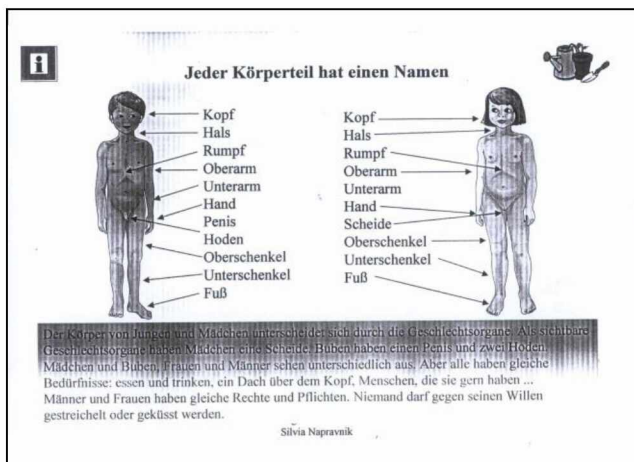 i
Jeder Körperteil hat einen Namen
Kopf
Hals
Rumpf
Oberarm
Unterarm
Hand
Penis
Hoden
Oberschenkel
Unterschenkel
Fuß
Kopf
Hals
Rumpf
Oberarm
Unterarm
Hand
Scheide
Oberschenkel
Unterschenkel
Fuß
Der Körper von Jungen und Mädchen unterscheidet sich durch die Geschlechtsorgane. Als sichtbare
Geschlechtsorgane haben Mädchen eine Scheide. Buben haben einen Penis und zwei Hoden.
Mädchen und Buben, Frauen und Männer sehen unterschiedlich aus. Aber alle haben gleiche
Bedürfnisse: essen und trinken, ein Dach über dem Kopf, Menschen, die sie gern haben ...
Männer und Frauen haben gleiche Rechte und Pflichten. Niemand darf gegen seinen Willen
gestreichelt oder geküsst werden.
Silvia Napravnik